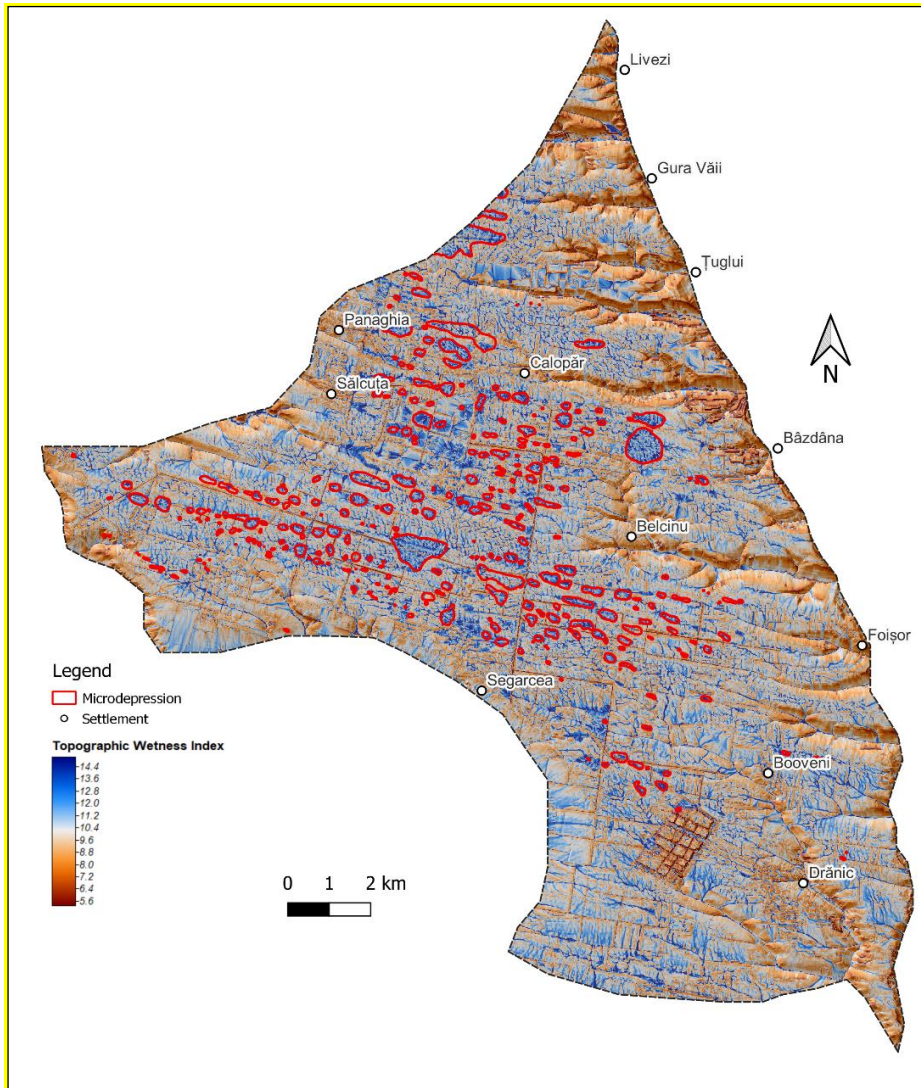 Livezi
Gura Văii
Țuglui
Panaghia
Calopăr
N
Sălcuța
Bâzdâna
Belcinu
Foișor
Legend
Segarcea
Microdepression
Settlement
Topographic Wetness Index
14.4
13.6
12.8
12.0
11.2
10.4
9.6
8.8
8.0
7.2
6.4
5.6
Booveni
0 1 2 km
Drănic